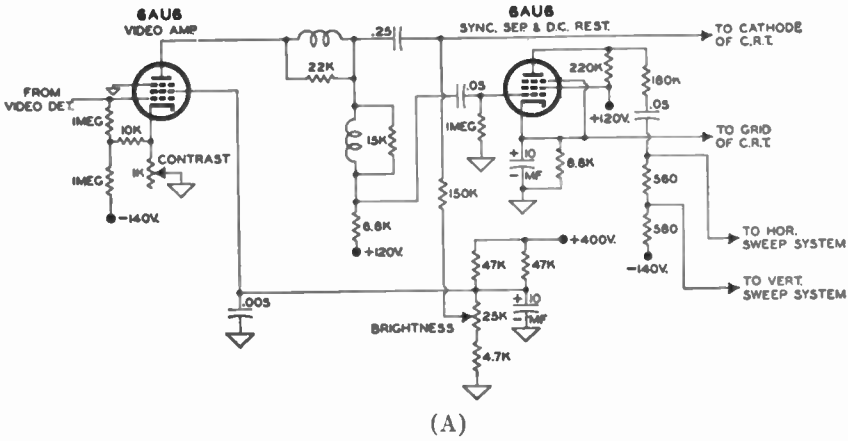 6AU6
VIDEO AMP
6AU6
SYNC. SEP & D.C. REST.
.25
TO CATHODE
OF C.R.T.
22K
220K
180K
.05
.05
FROM
VIDEO DET.
1MEG
10K
+120V.
15K
1MEG
TO GRID
OF C.R.T.
CONTRAST
1K
+ 10
- MF
6.8K
1MEG
150K
560
-140V.
6.8K
+120V.
+400V.
560
TO HOR.
SWEEP SYSTEM
47K
47K
-140V.
TO VERT.
SWEEP SYSTEM
.005
+ 10
- MF
BRIGHTNESS
25K
4.7K
(A)